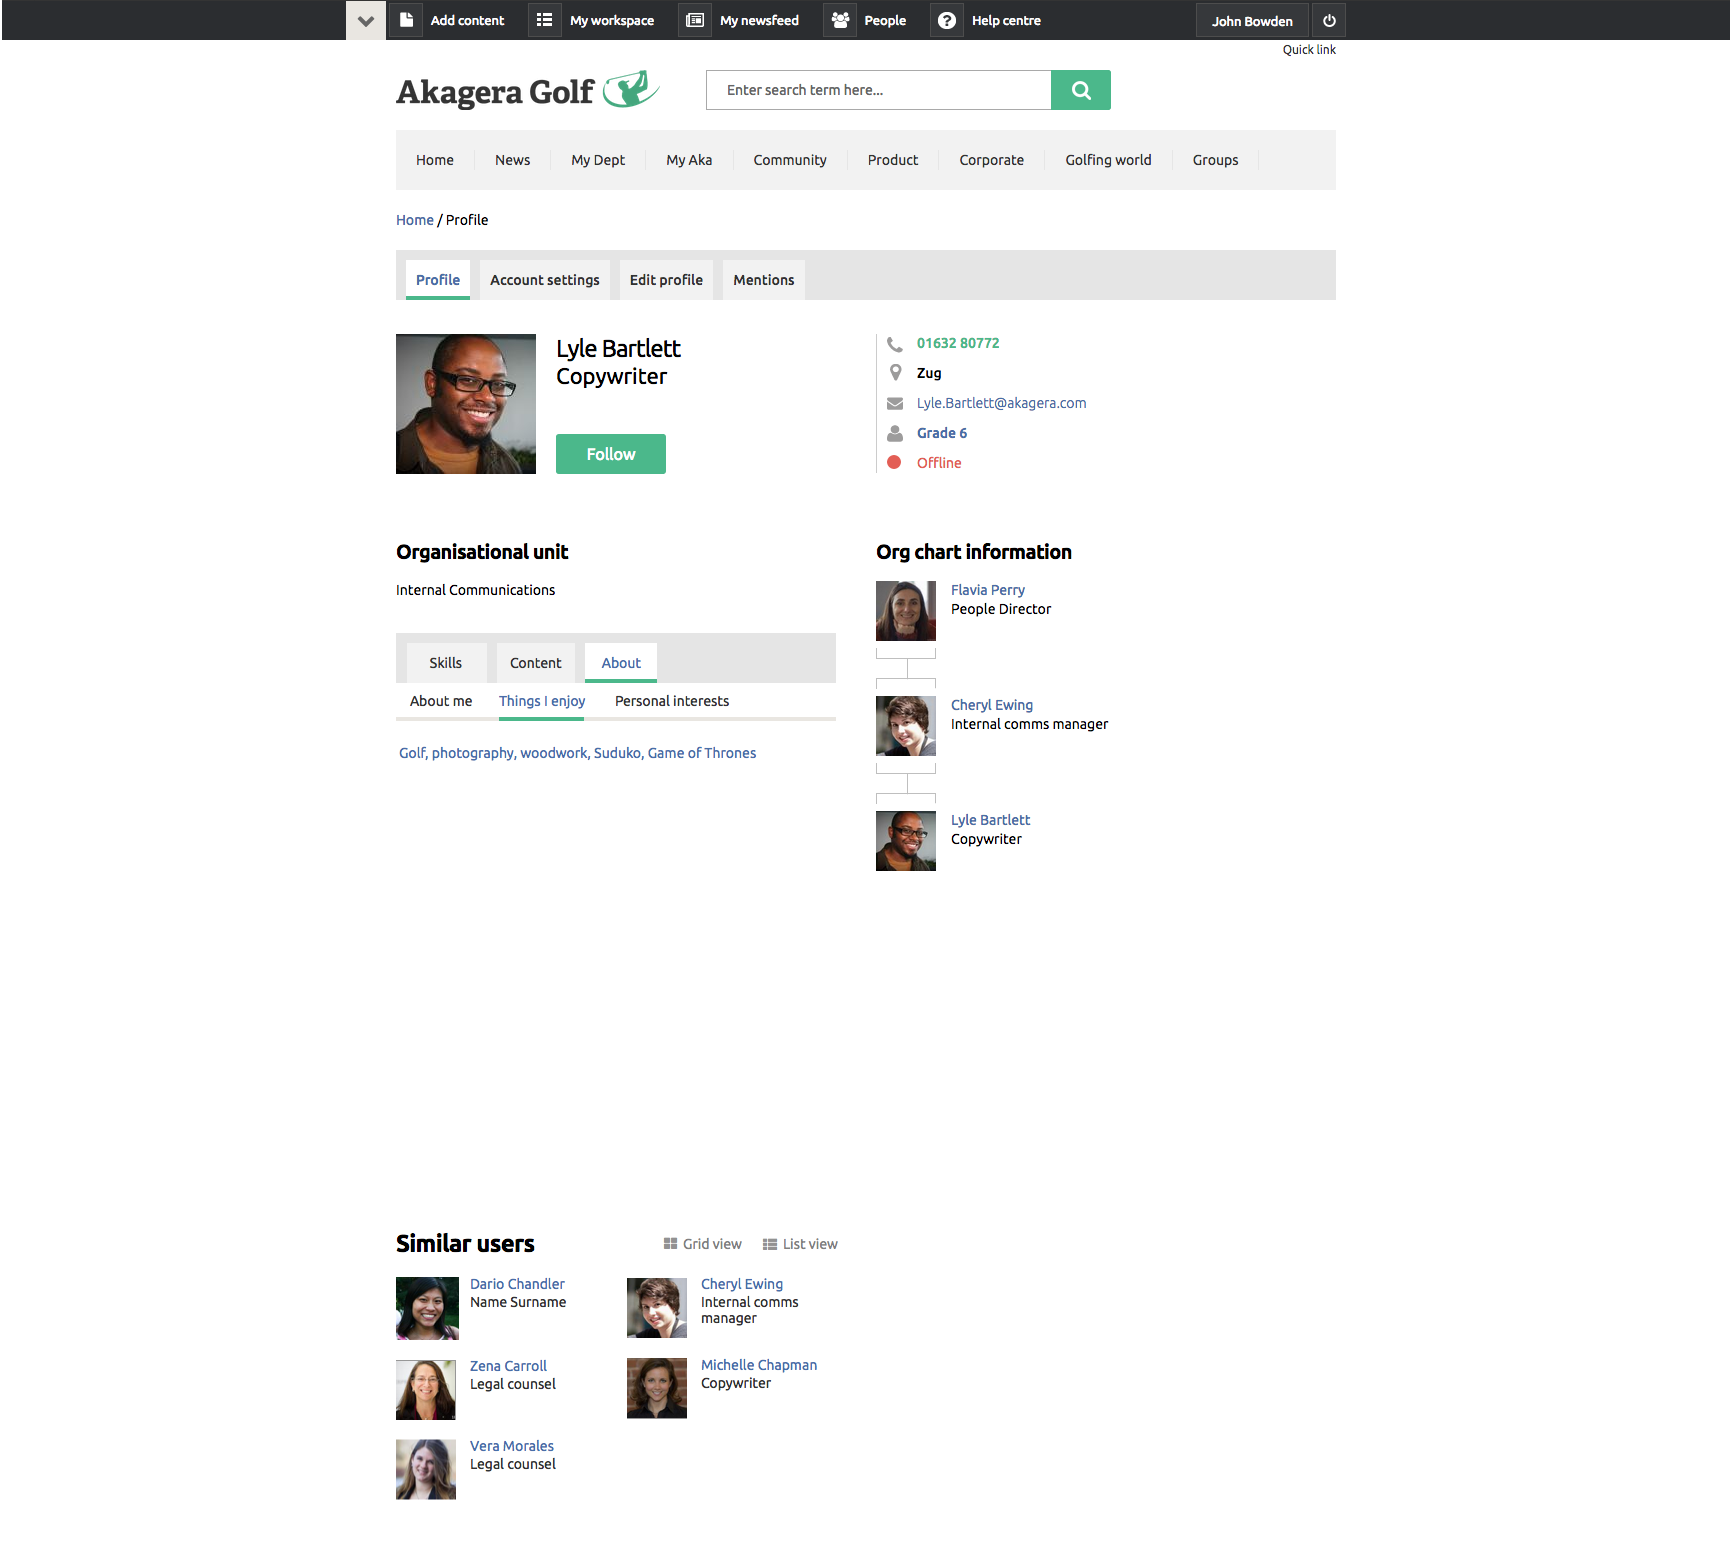 Add content My workspace My newsfeed People Help centre John Bowden
Quick link
Akagera Golf
Enter search term here...
Home News My Dept My Aka Community Product Corporate Golfing world Groups
Home / Profile
Profile Account settings Edit profile Mentions
Lyle Bartlett
Copywriter
Follow
01632 80772
Zug
Lyle.Bartlett@akagera.com
Grade 6
Offline
Organisational unit
Internal Communications
Skills Content About
About me Things I enjoy Personal interests
Golf, photography, woodwork, Suduko, Game of Thrones
Org chart information
Flavia Perry
People Director
Cheryl Ewing
Internal comms manager
Lyle Bartlett
Copywriter
Similar users
Grid view List view
Dario Chandler
Name Surname
Cheryl Ewing
Internal comms
manager
Zena Carroll
Legal counsel
Michelle Chapman
Copywriter
Vera Morales
Legal counsel